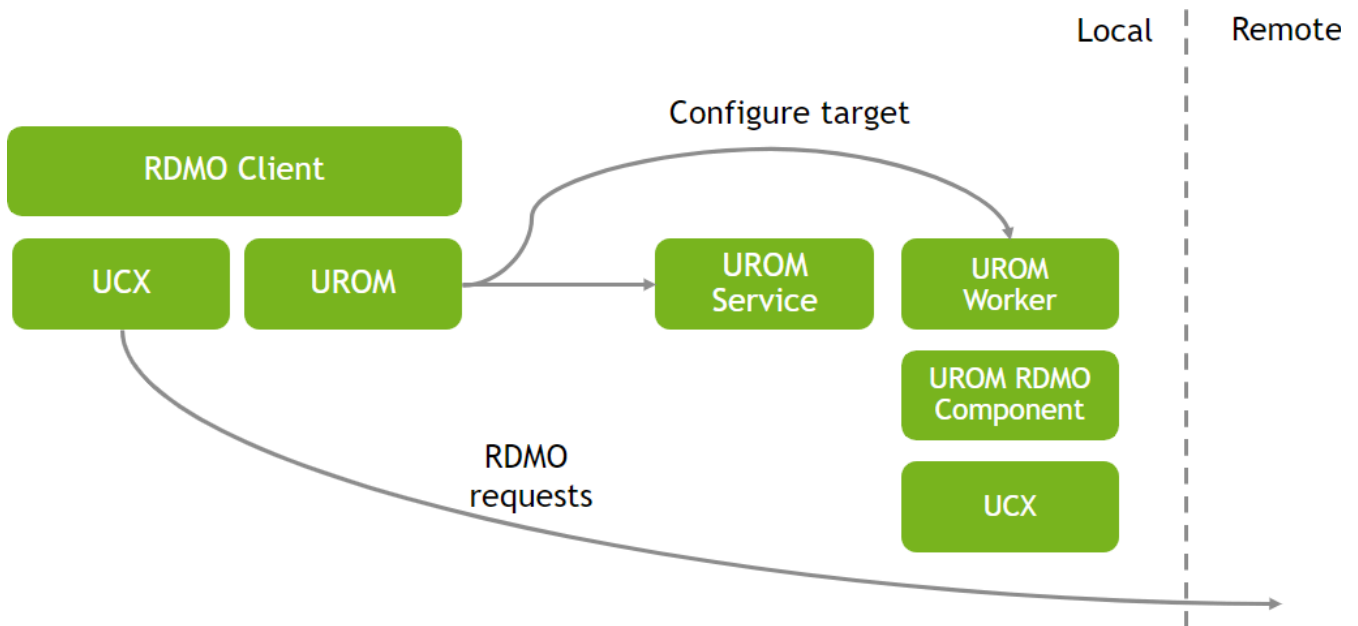 Local
Remote
Configure target
RDMO Client
UCX
UROM
UROM
Service
UROM
Worker
UROM RDMO
Component
RDMO
requests
UCX